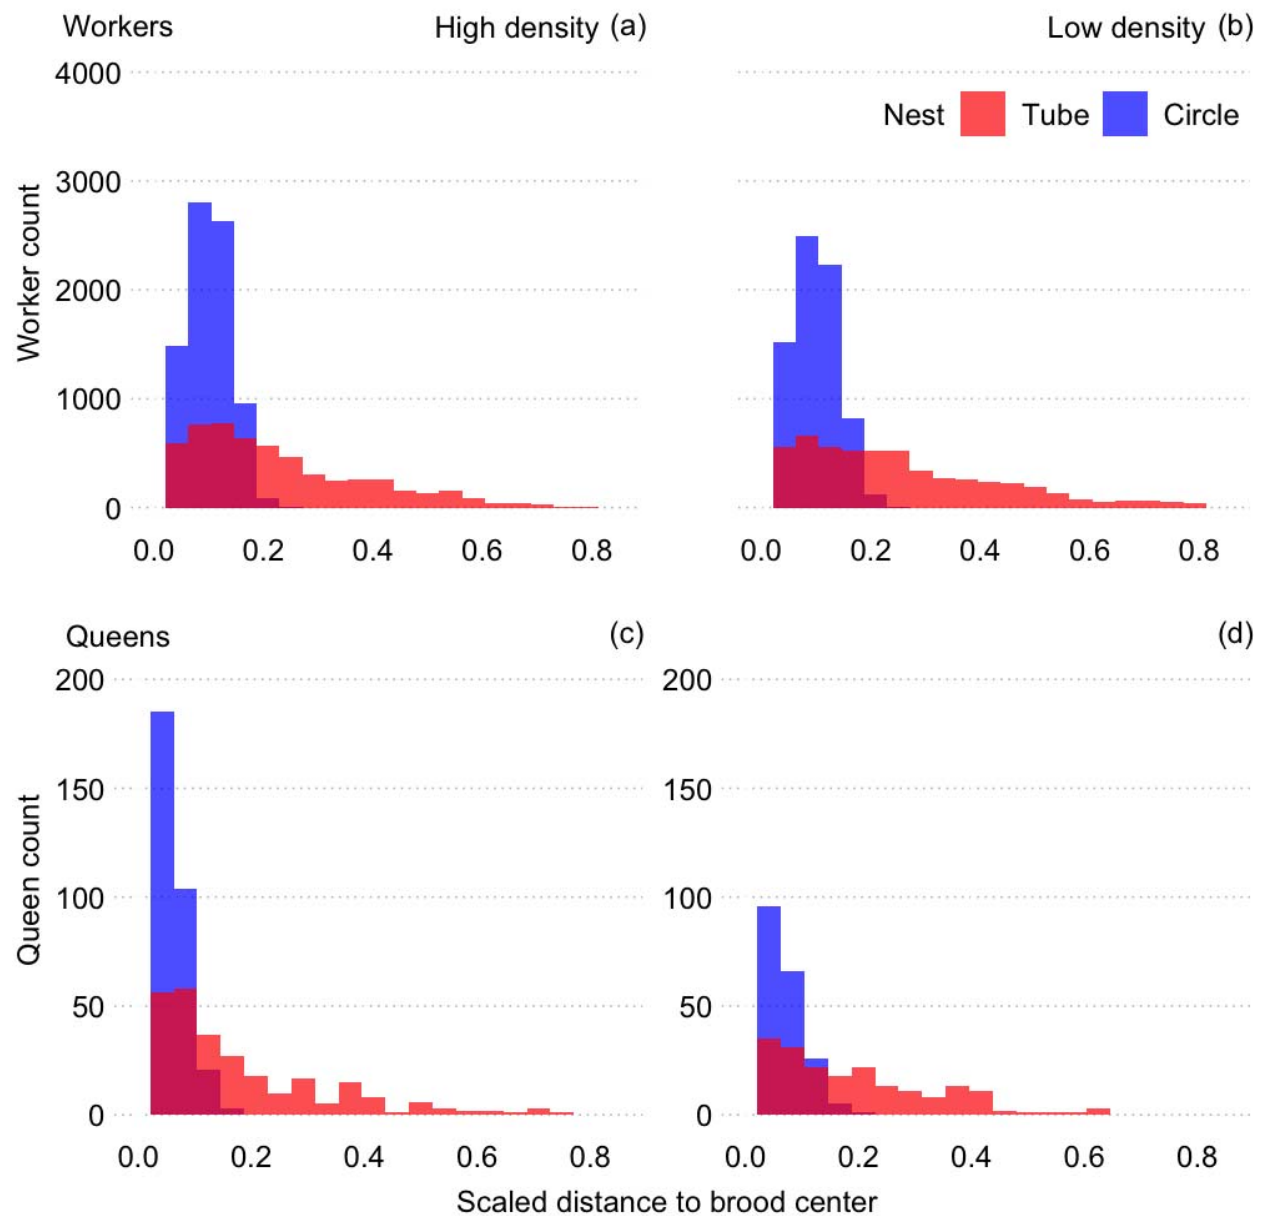 Workers High density (a) Low density (b)
4000
Nest Tube Circle
3000
Worker count
2000
1000
0
0.0 0.2 0.4 0.6 0.8 0.0 0.2 0.4 0.6 0.8
Queens (c) (d)
200 200
150 150
Queen count
100 100
50 50
0 0
0.0 0.2 0.4 0.6 0.8 0.0 0.2 0.4 0.6 0.8
Scaled distance to brood center